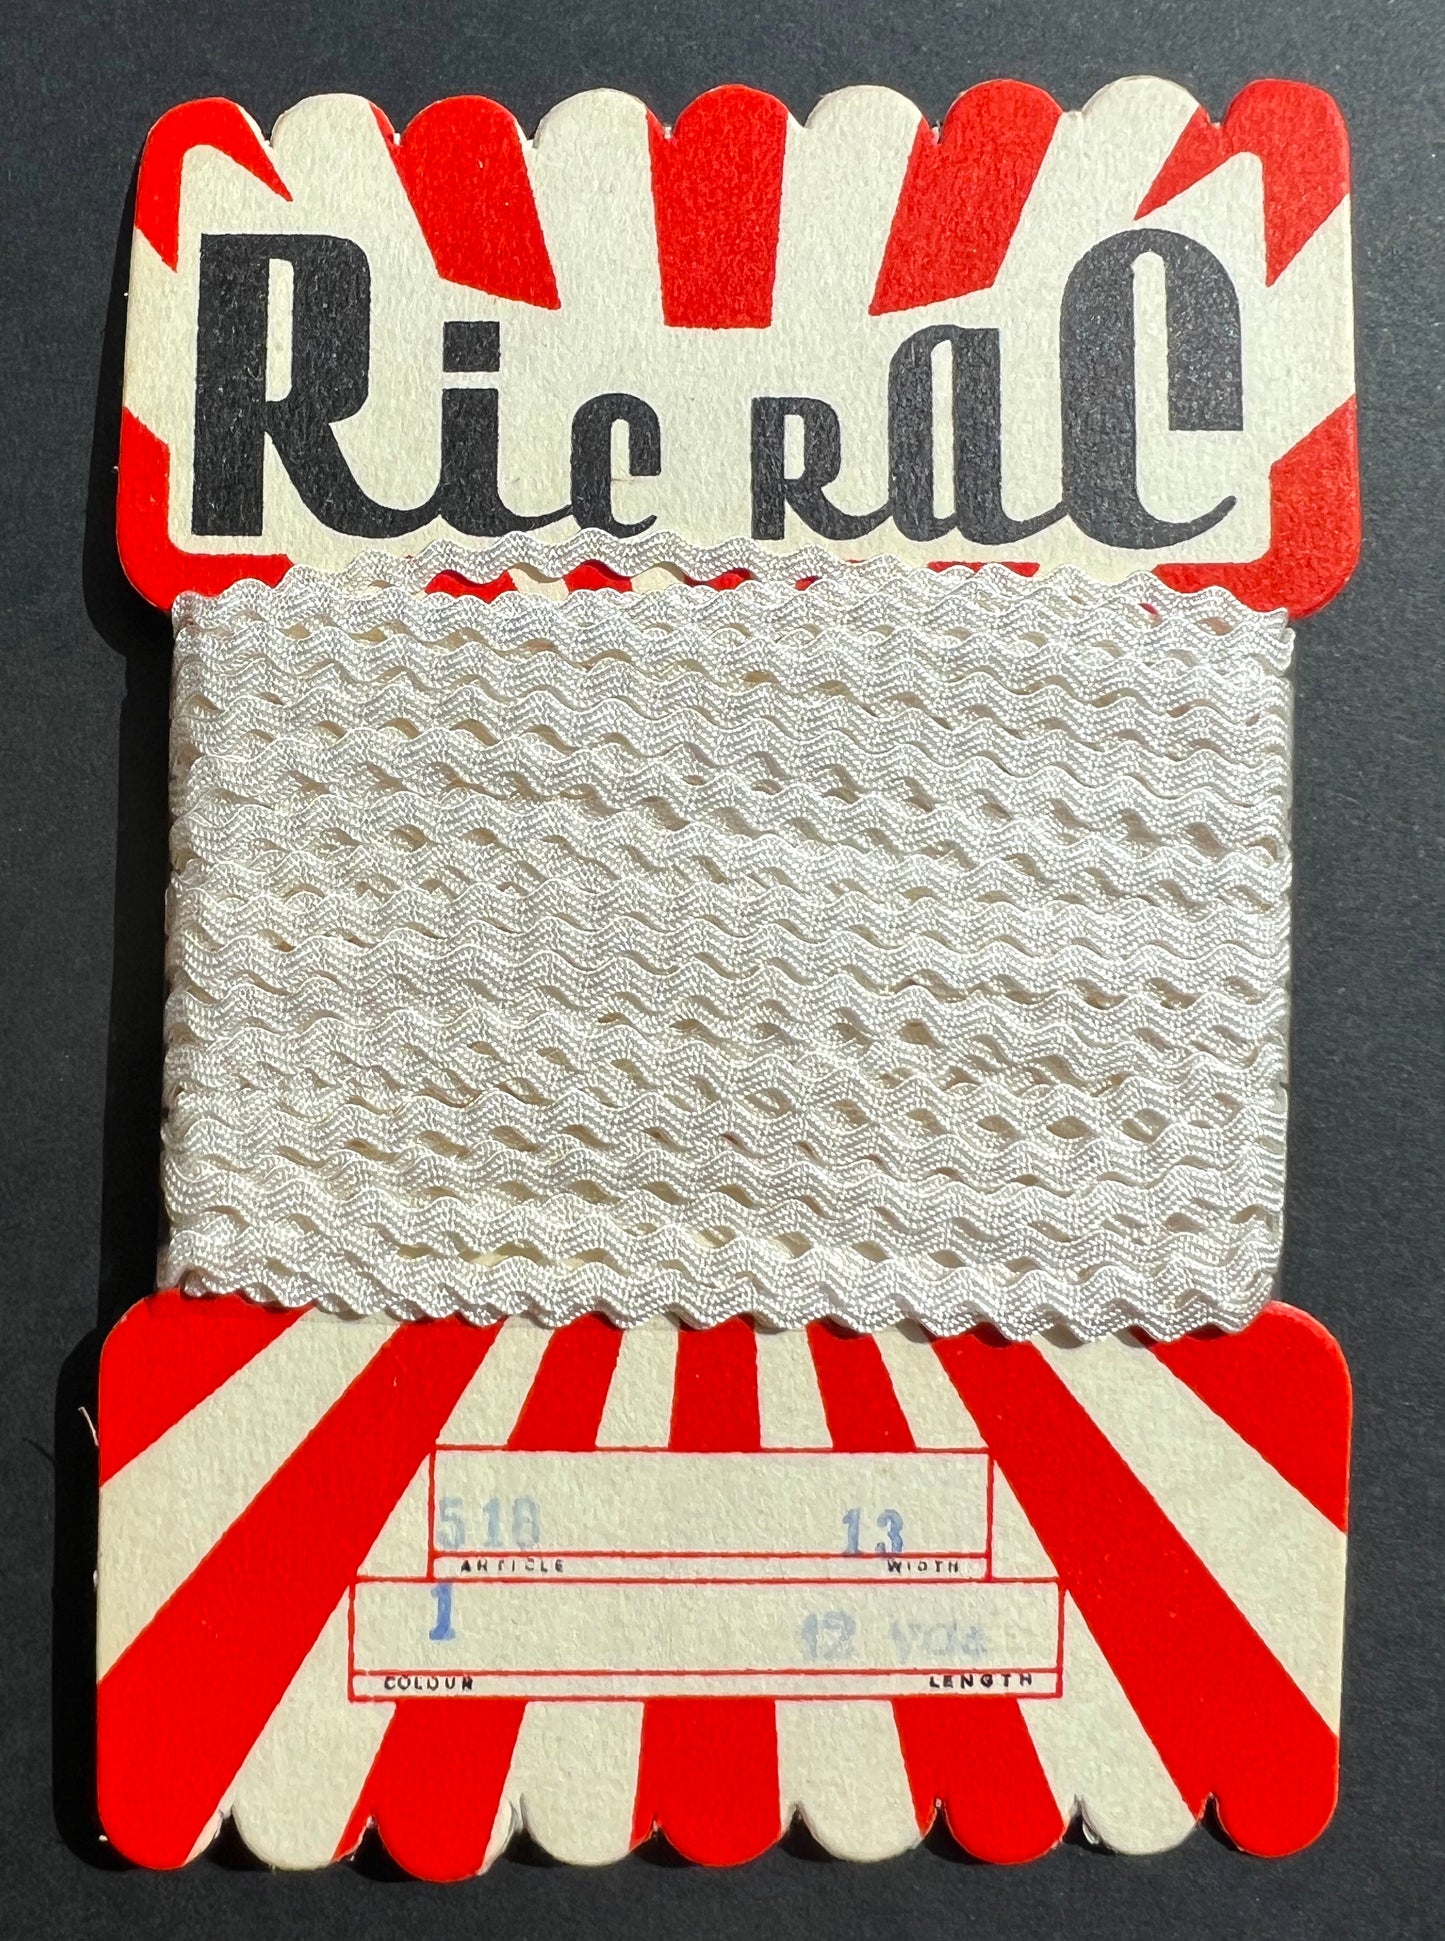 Ric Rac
518 13
ARTICLE WIDTH
1 12 yds
COLOUR LENGTH